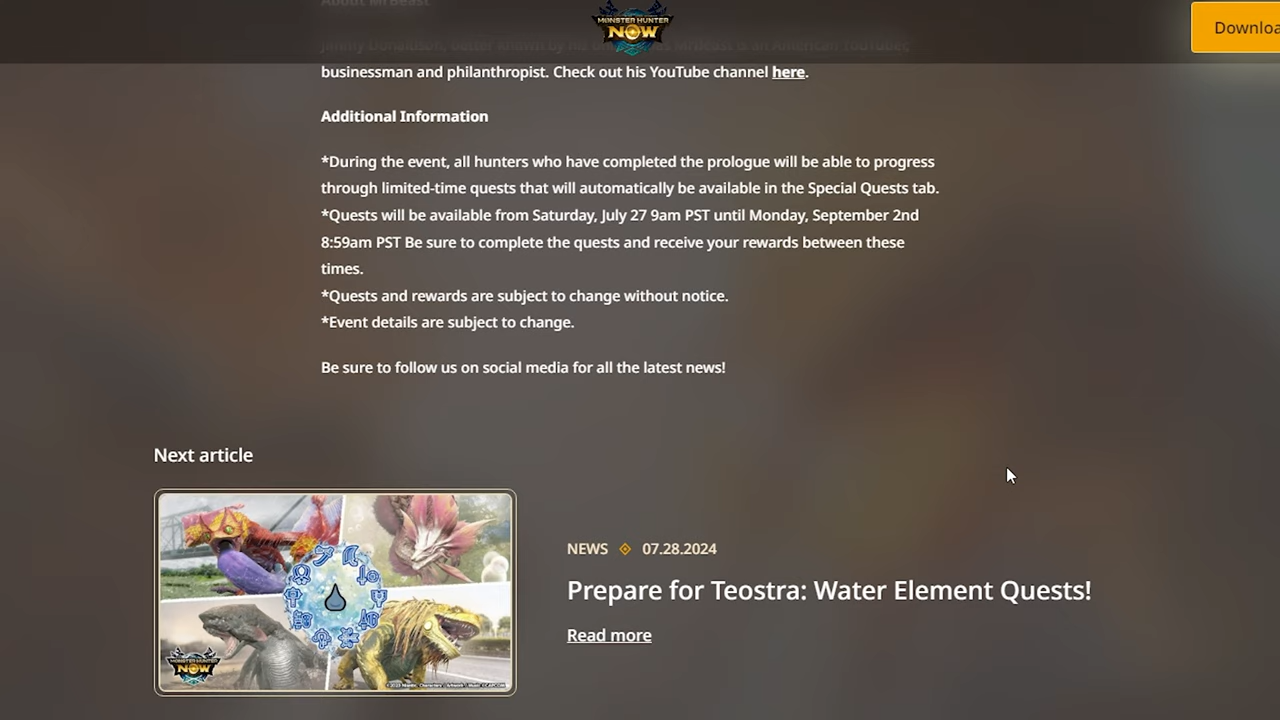 About MrBeast
MONSTER HUNTER
NOW
Downloa
businessman and philanthropist. Check out his YouTube channel here.
Additional Information
*During the event, all hunters who have completed the prologue will be able to progress
through limited-time quests that will automatically be available in the Special Quests tab.
*Quests will be available from Saturday, July 27 9am PST until Monday, September 2nd
8:59am PST Be sure to complete the quests and receive your rewards between these
times.
*Quests and rewards are subject to change without notice.
*Event details are subject to change.
Be sure to follow us on social media for all the latest news!
Next article
MONSTER HUNTER
NOW
NEWS 07.28.2024
Prepare for Teostra: Water Element Quests!
Read more